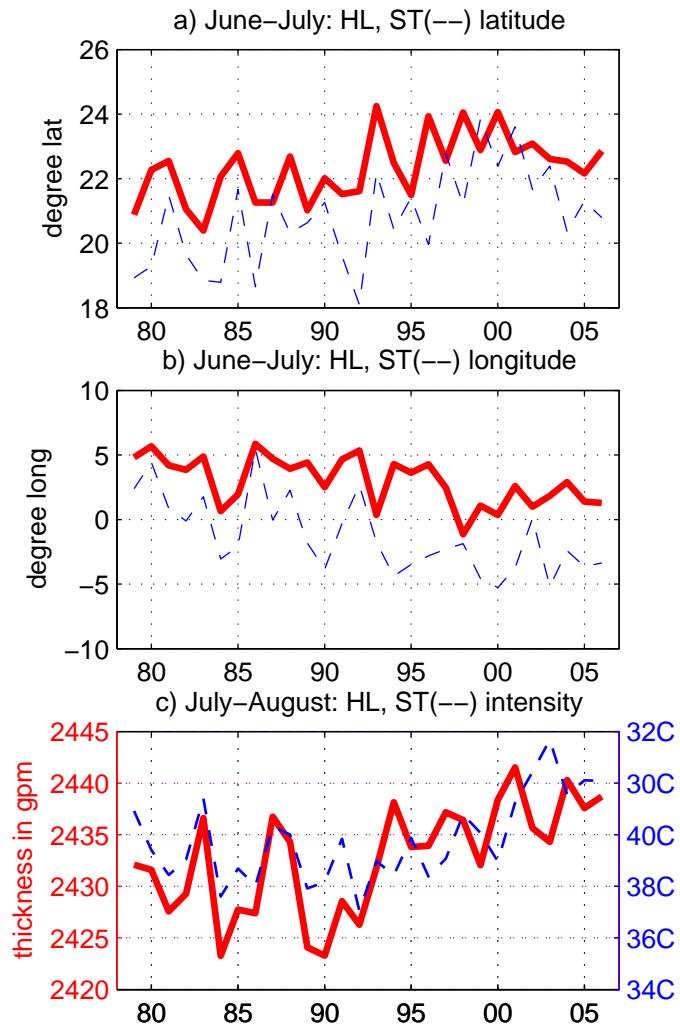 a) June−July: HL, ST(−−) latitude
26
24
22
20
18
degree lat
80 85 90 95 00 05
b) June−July: HL, ST(−−) longitude
10
5
0
−5
−10
degree long
80 85 90 95 00 05
c) July−August: HL, ST(−−) intensity
2445 32C
2440 30C
2435 40C
2430 38C
2425 36C
2420 34C
thickness in gpm
80 85 90 95 00 05